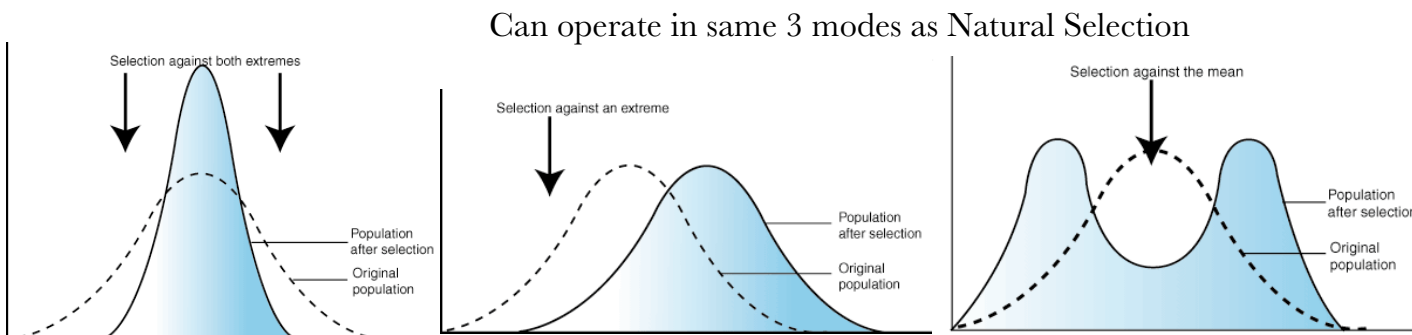 Can operate in same 3 modes as Natural Selection
Selection against both extremes
Population
after selection
Original
population
Selection against an extreme
Population
after selection
Original
population
Selection against the mean
Population
after selection
Original
population